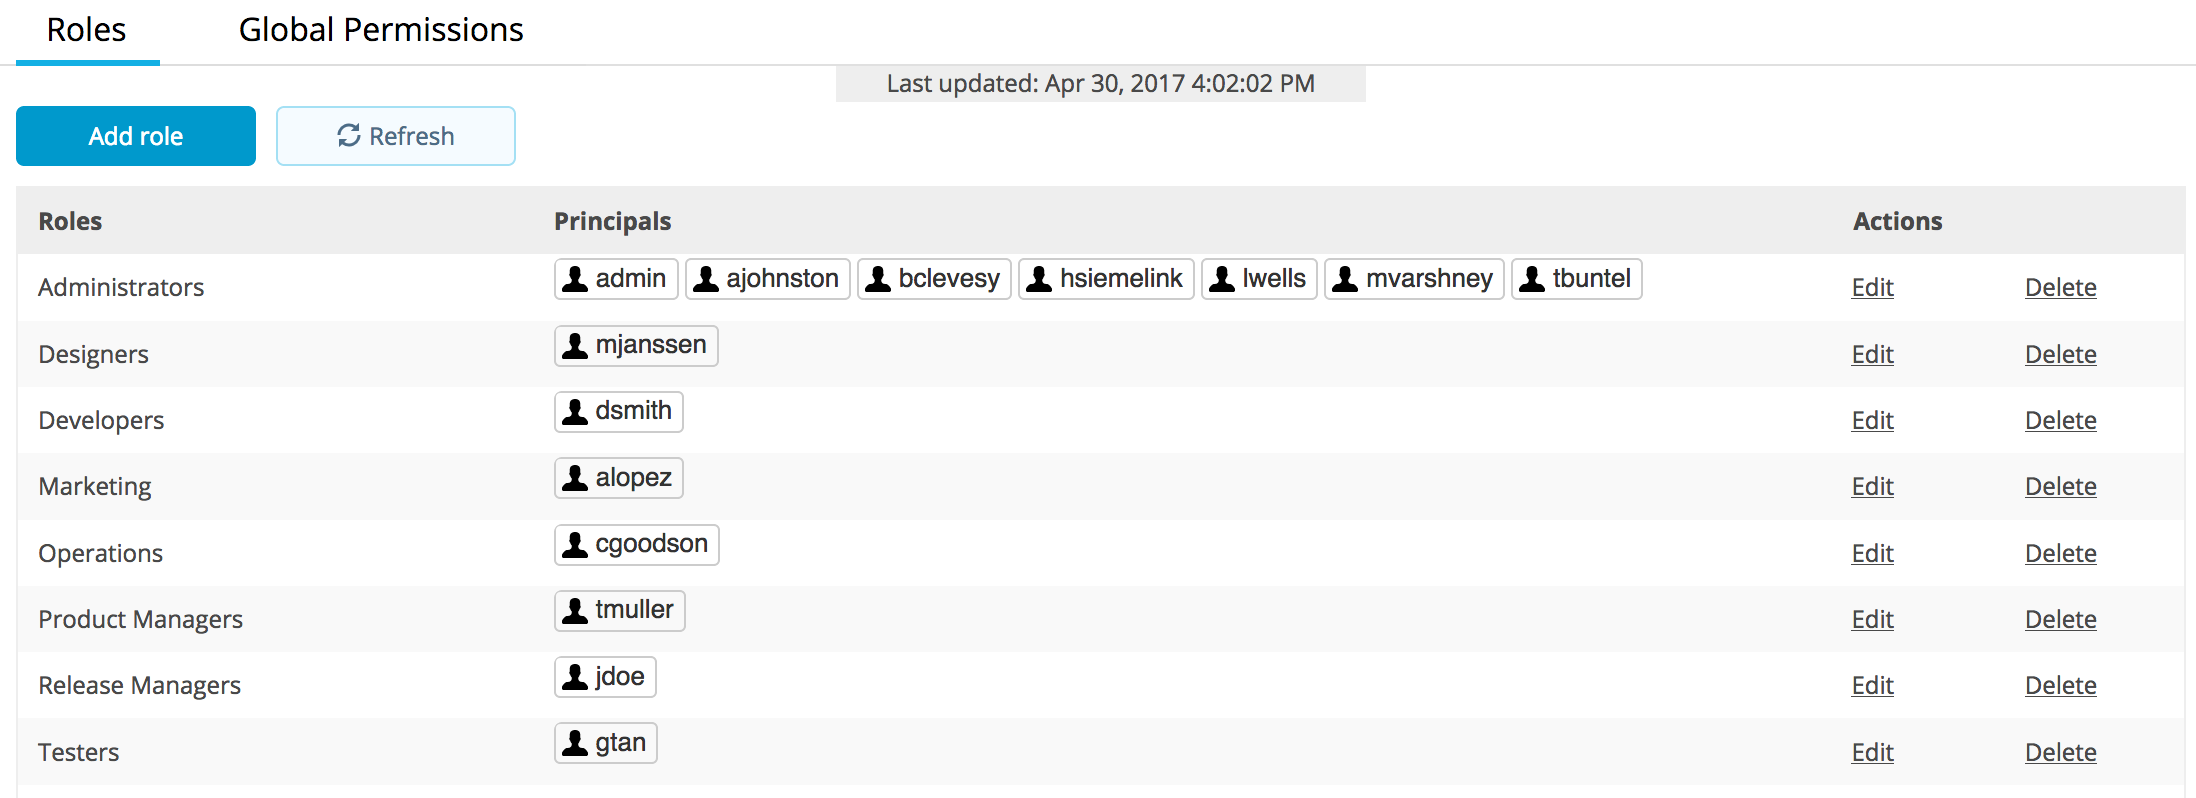 Roles Global Permissions
Last updated: Apr 30, 2017 4:02:02 PM
Add role Refresh
Roles Principals Actions
Administrators admin ajohnston bclevesy hsiemelink lwells mvarshney tbuntel Edit Delete
Designers mjanssen Edit Delete
Developers dsmith Edit Delete
Marketing alopez Edit Delete
Operations cgoodson Edit Delete
Product Managers tmuller Edit Delete
Release Managers jdoe Edit Delete
Testers gtan Edit Delete